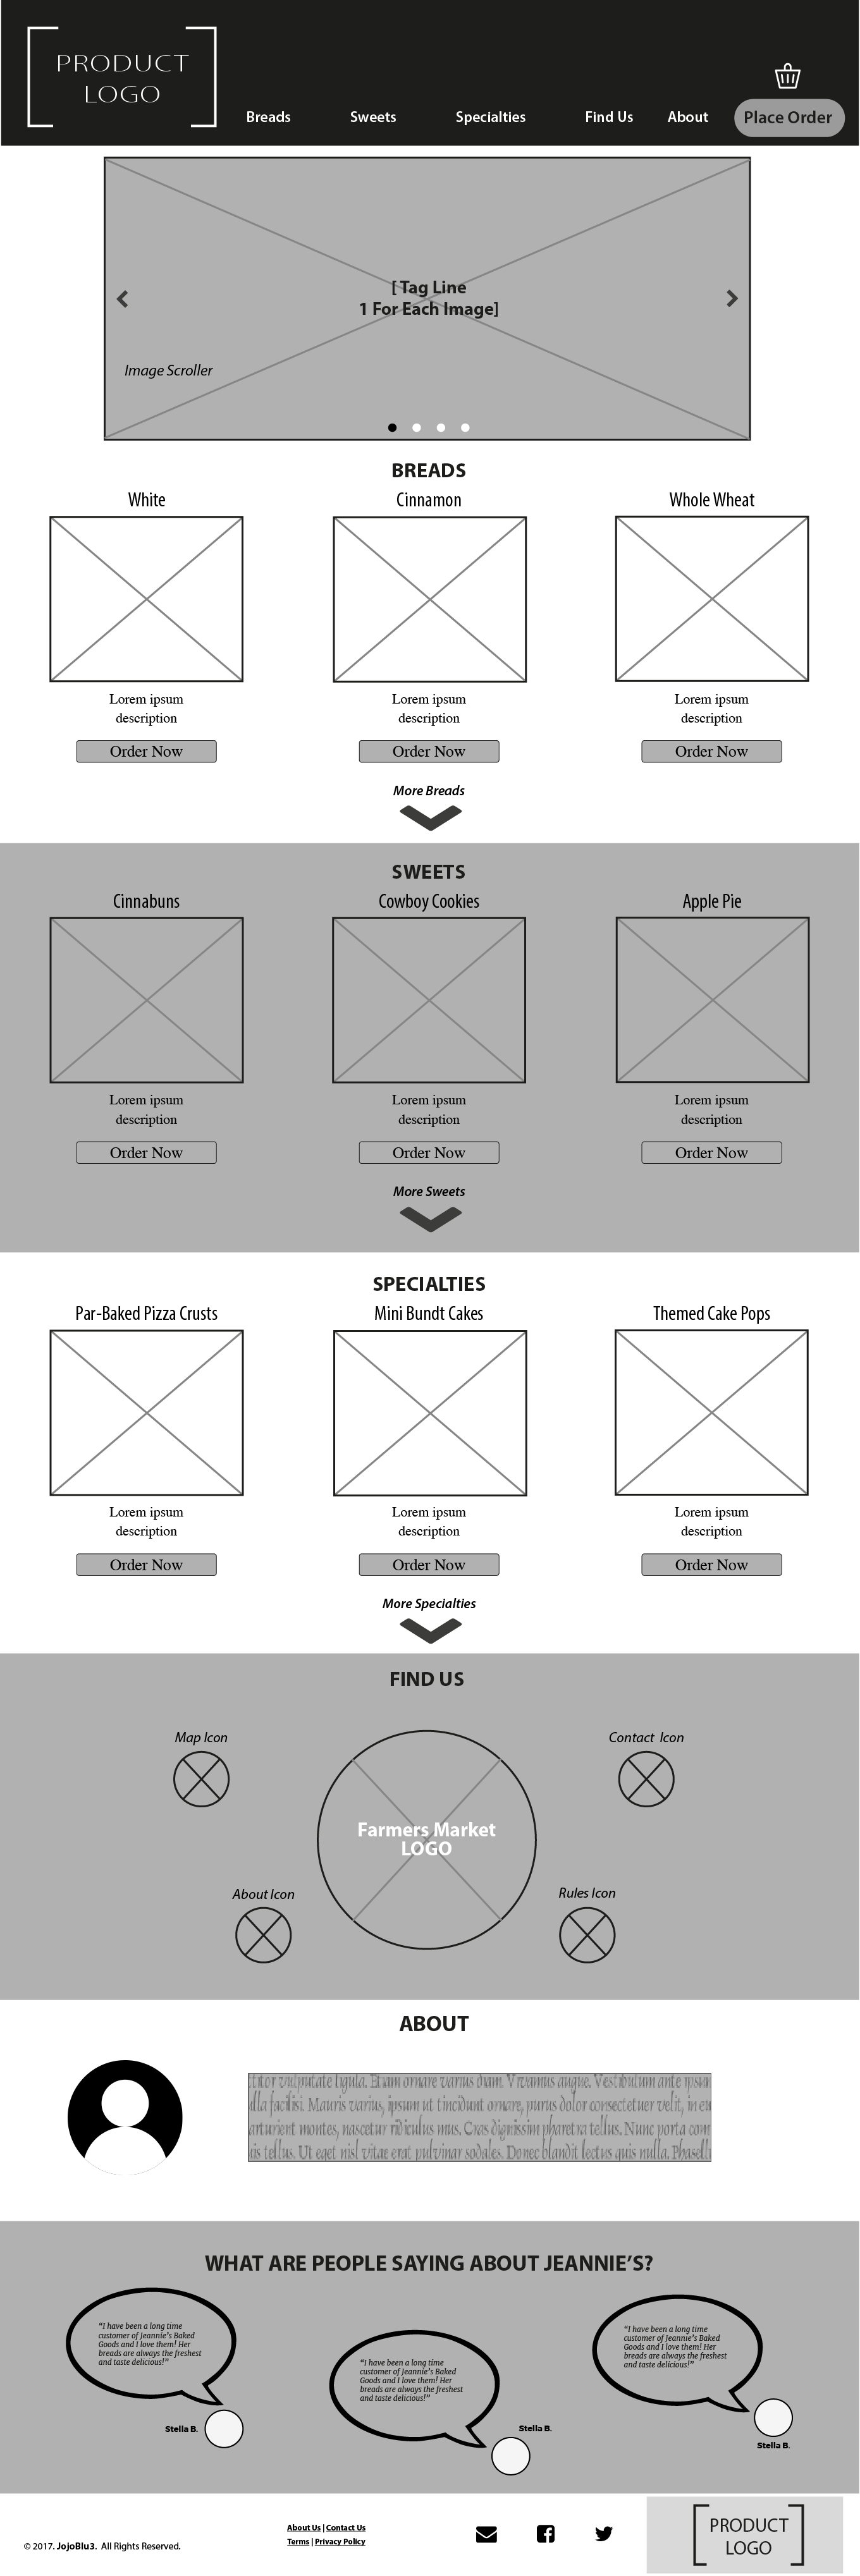 PRODUCT
LOGO
Breads Sweets Specialties Find Us About Place Order
[ Tag Line
1 For Each Image]
Image Scroller
BREADS
White Cinnamon Whole Wheat
Lorem ipsum Lorem ipsum Lorem ipsum
description description description
Order Now Order Now Order Now
More Breads
SWEETS
Cinnabuns Cowboy Cookies Apple Pie
Lorem ipsum Lorem ipsum Lorem ipsum
description description description
Order Now Order Now Order Now
More Sweets
SPECIALTIES
Par-Baked Pizza Crusts Mini Bundt Cakes Themed Cake Pops
Lorem ipsum Lorem ipsum Lorem ipsum
description description description
Order Now Order Now Order Now
More Specialties
FIND US
Map Icon Contact Icon
Farmers Market
LOGO
About Icon Rules Icon
ABOUT
vulputate ligula. Etiam ornare varius diam. Vivamus augue. Vestibulum ante ipsum
facilisi. Mauris varius, ipsum ut tincidunt ornare, purus dolor consectetuer velit, in eu
arturient montes, nascetur ridiculus mus. Cras dignissim pharetra tellus. Nunc porta com
is tellus. Ut eget nisl vitae erat pulvinar sodales. Donec blandit lectus quis nulla. Phasell
WHAT ARE PEOPLE SAYING ABOUT JEANNIE'S?
"I have been a long time
customer of Jeannie's Baked
Goods and I love them! Her
breads are always the freshest
and taste delicious!"
Stella B.
"I have been a long time
customer of Jeannie's Baked
Goods and I love them! Her
breads are always the freshest
and taste delicious!"
Stella B.
"I have been a long time
customer of Jeannie's Baked
Goods and I love them! Her
breads are always the freshest
and taste delicious!"
Stella B.
© 2017. JojoBlu3. All Rights Reserved.
About Us | Contact Us
Terms | Privacy Policy
PRODUCT
LOGO